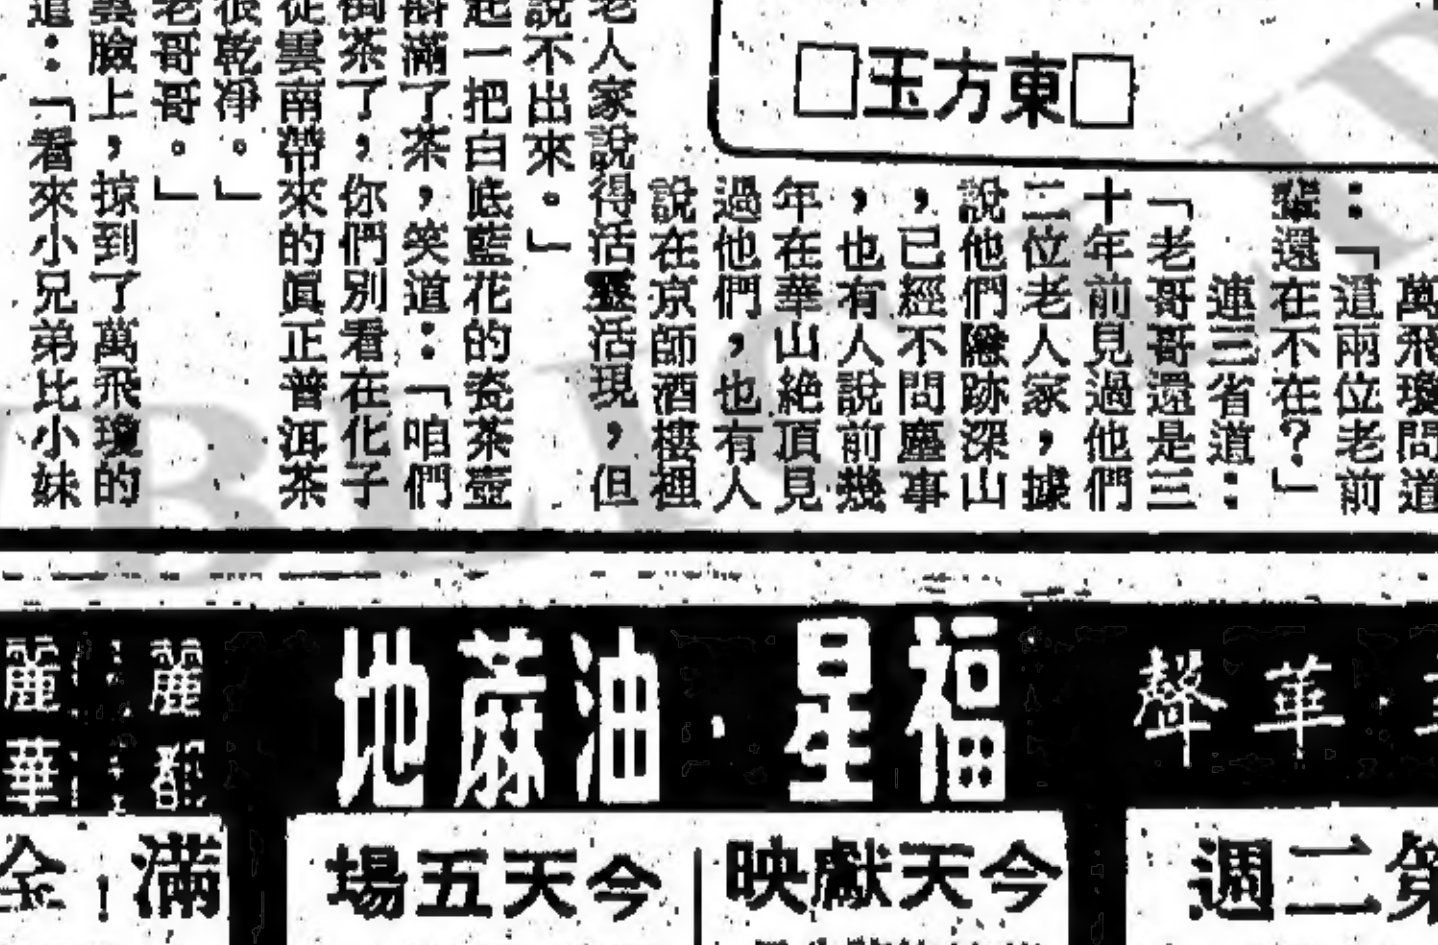 □東方玉□
萬飛瓊問道
：「這兩位老前
輩還在不在？」
連三省道：
「老哥哥還是三
十年前見過他們
二位老人家，據
說他們隱跡深山
，已經不問塵事
，也有人說前幾
年在華山絕頂見
過他們，也有人
說在京師酒樓裡
老人家說得活靈活現，但
說不出來。」
起一把白底藍花的瓷茶壺
斟滿了茶，笑道：「咱們
倒茶了，你們別看在化子
從雲南帶來的眞正普洱茶
很乾淨。」
老哥哥。」
雲臉上，掠到了萬飛瓊的
道：「看來小兄弟比小妹
華聲
福星·油蔴地
麗都
麗華
第二週
今天獻映
今天五場
滿！金